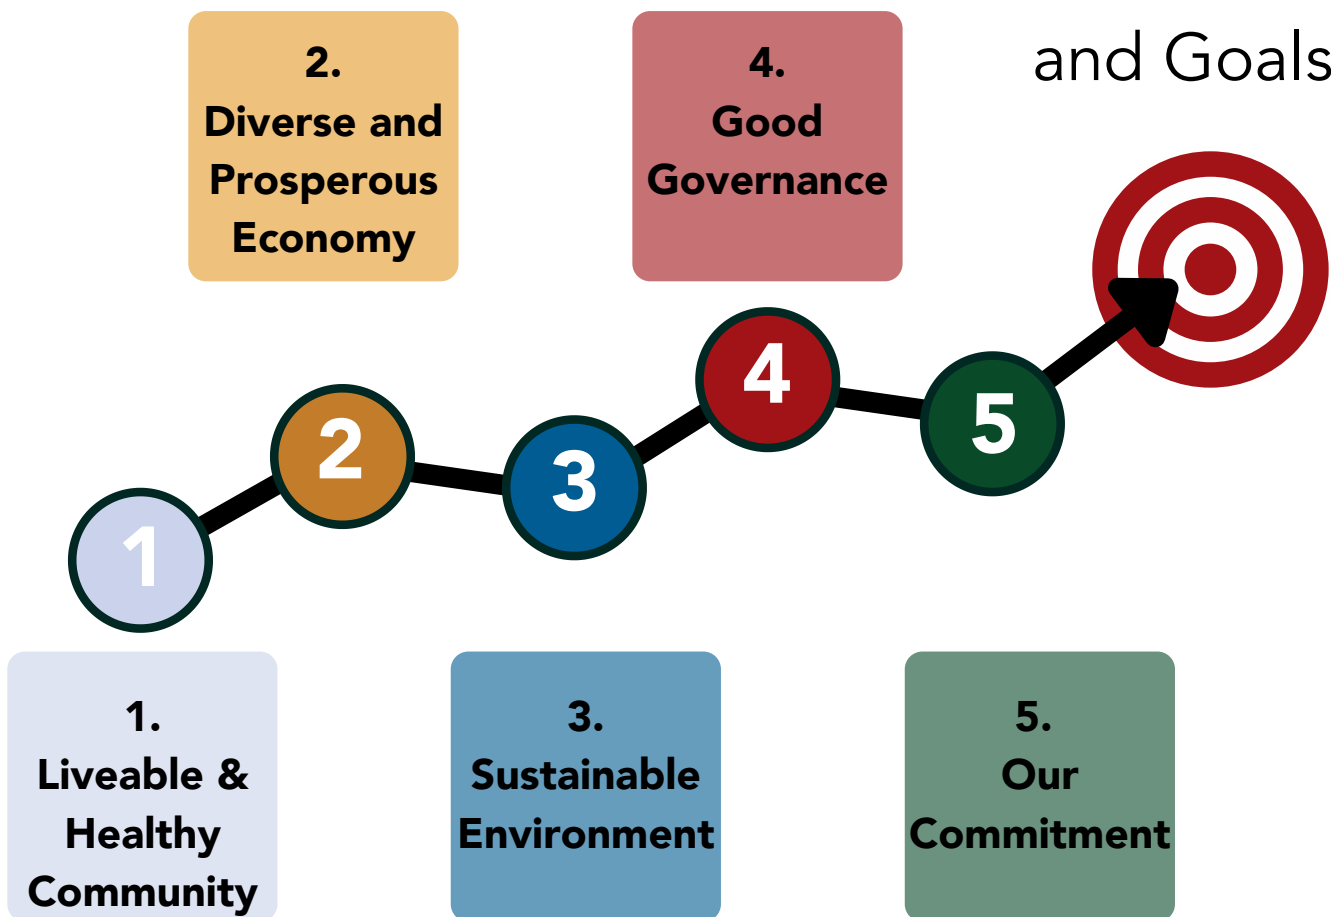 and Goals
2.
Diverse and
Prosperous
Economy
4.
Good
Governance
1
2
3
4
5
1.
Liveable &
Healthy
Community
3.
Sustainable
Environment
5.
Our
Commitment